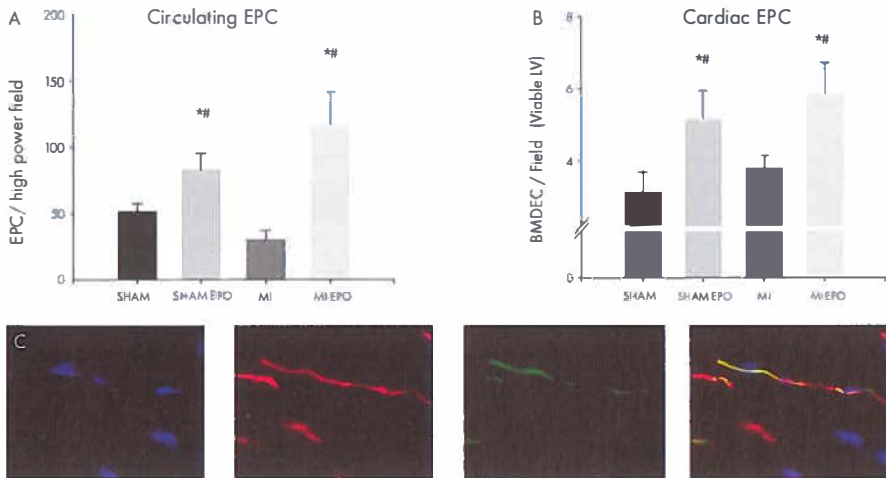 A
Circulating EPC
EPC/ high power field
200
150
100
50
0
*#
*#
SHAM
SHAM EPO
MI
MI-EPO
B
Cardiac EPC
BMDEC / Field (Viable LV)
8
6
4
0
*#
*#
SHAM
SHAM EPO
MI
MI-EPO
C